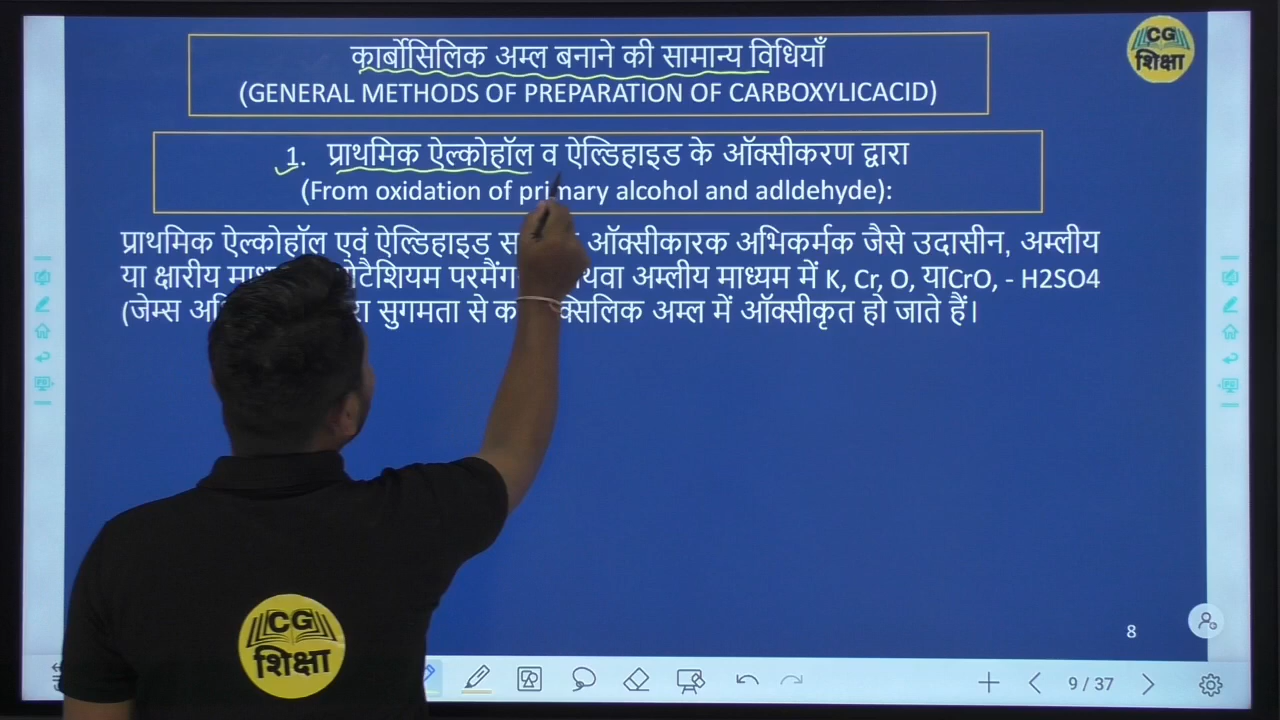 कार्बोसिलिक अम्ल बनाने की सामान्य विधियाँ
(GENERAL METHODS OF PREPARATION OF CARBOXYLICACID)
CG
शिक्षा
1. प्राथमिक ऐल्कोहॉल व ऐल्डिहाइड के ऑक्सीकरण द्वारा
(From oxidation of primary alcohol and adldehyde):
प्राथमिक ऐल्कोहॉल एवं ऐल्डिहाइड ऑक्सीकारक अभिकर्मक जैसे उदासीन, अम्लीय
या क्षारीय अम्लीय माध्यम में K, Cr, O, याCrO, - H2SO4
(जेम्स सुगमता से अम्ल में ऑक्सीकृत हो जाते हैं।
CG
शिक्षा
8
9 / 37